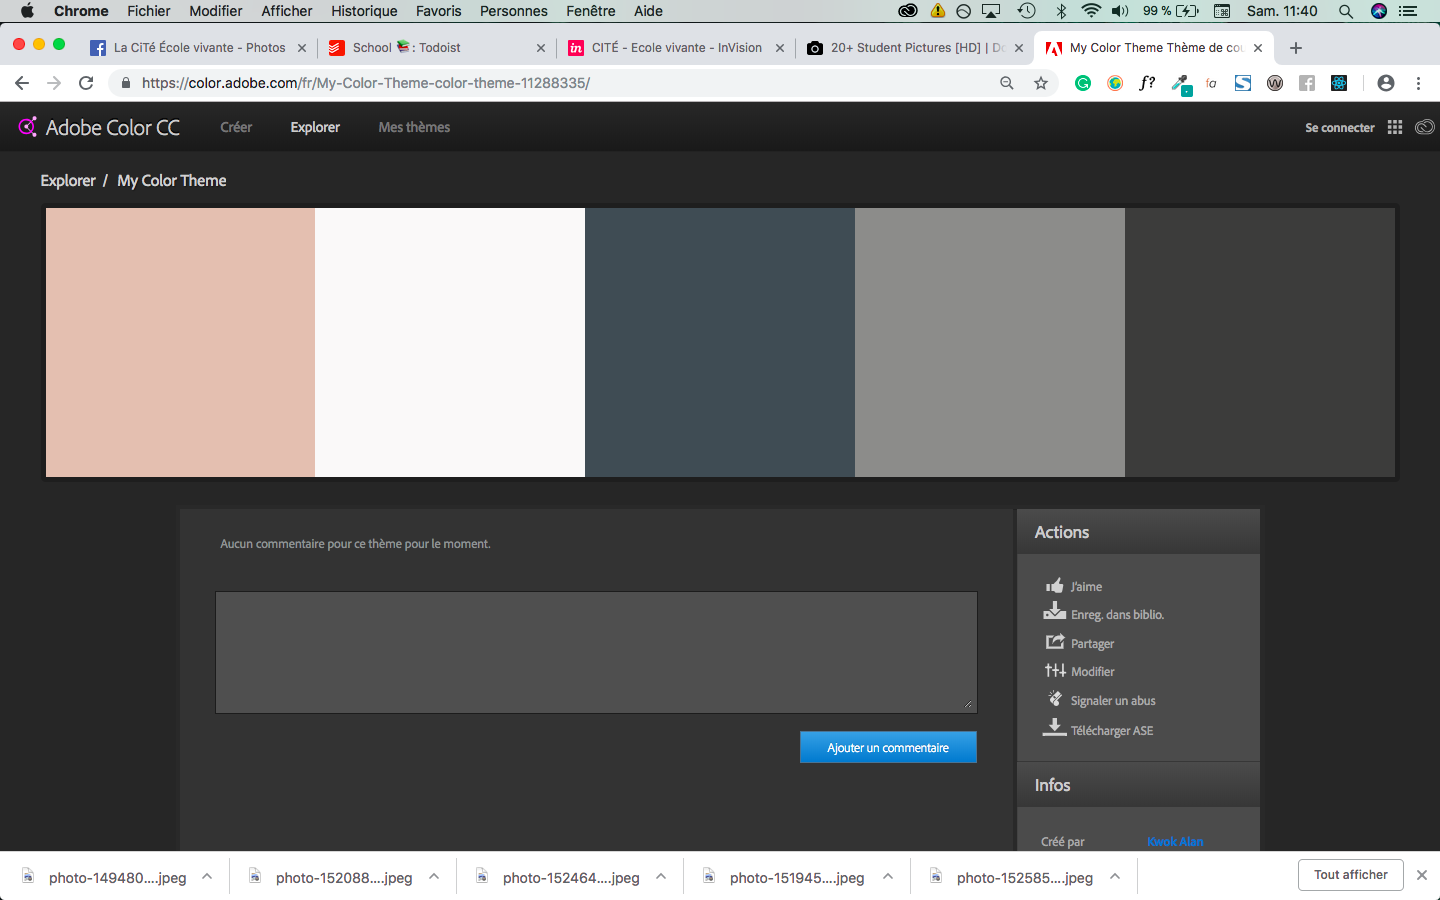 Chrome Fichier Modifier Afficher Historique Favoris Personnes Fenêtre Aide 99 % Sam. 11:40
La CiTé École vivante - Photos School : Todoist CITÉ - Ecole vivante - InVision 20+ Student Pictures [HD] | Do My Color Theme Thème de cou
https://color.adobe.com/fr/My-Color-Theme-color-theme-11288335/
Adobe Color CC Créer Explorer Mes thèmes Se connecter
Explorer / My Color Theme
Aucun commentaire pour ce thème pour le moment.
Ajouter un commentaire
Actions
J'aime
Enreg. dans biblio.
Partager
Modifier
Signaler un abus
Télécharger ASE
Infos
Créé par Kwok Alan
photo-149480....jpeg photo-152088....jpeg photo-152464....jpeg photo-151945....jpeg photo-152585....jpeg Tout afficher